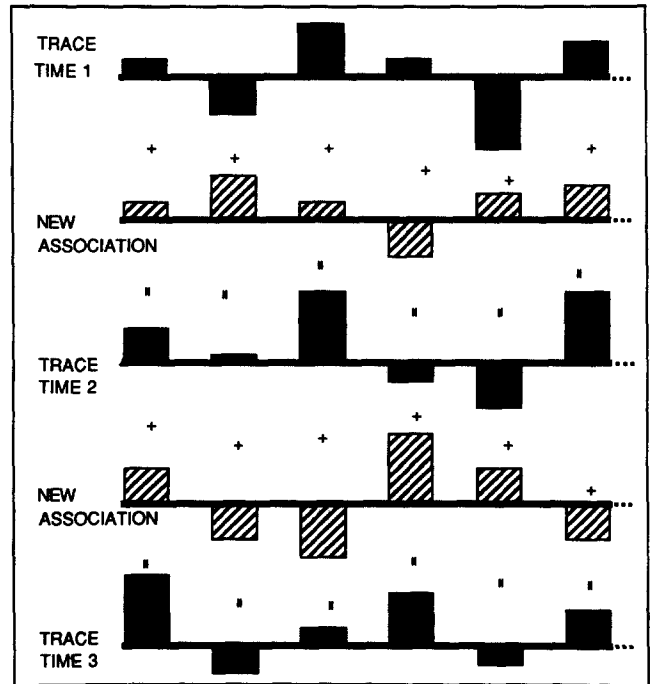 TRACE
TIME 1
+ + + + + +
NEW
ASSOCIATION
= = = = = =
TRACE
TIME 2
+ + + + + +
NEW
ASSOCIATION
= = = = = =
TRACE
TIME 3